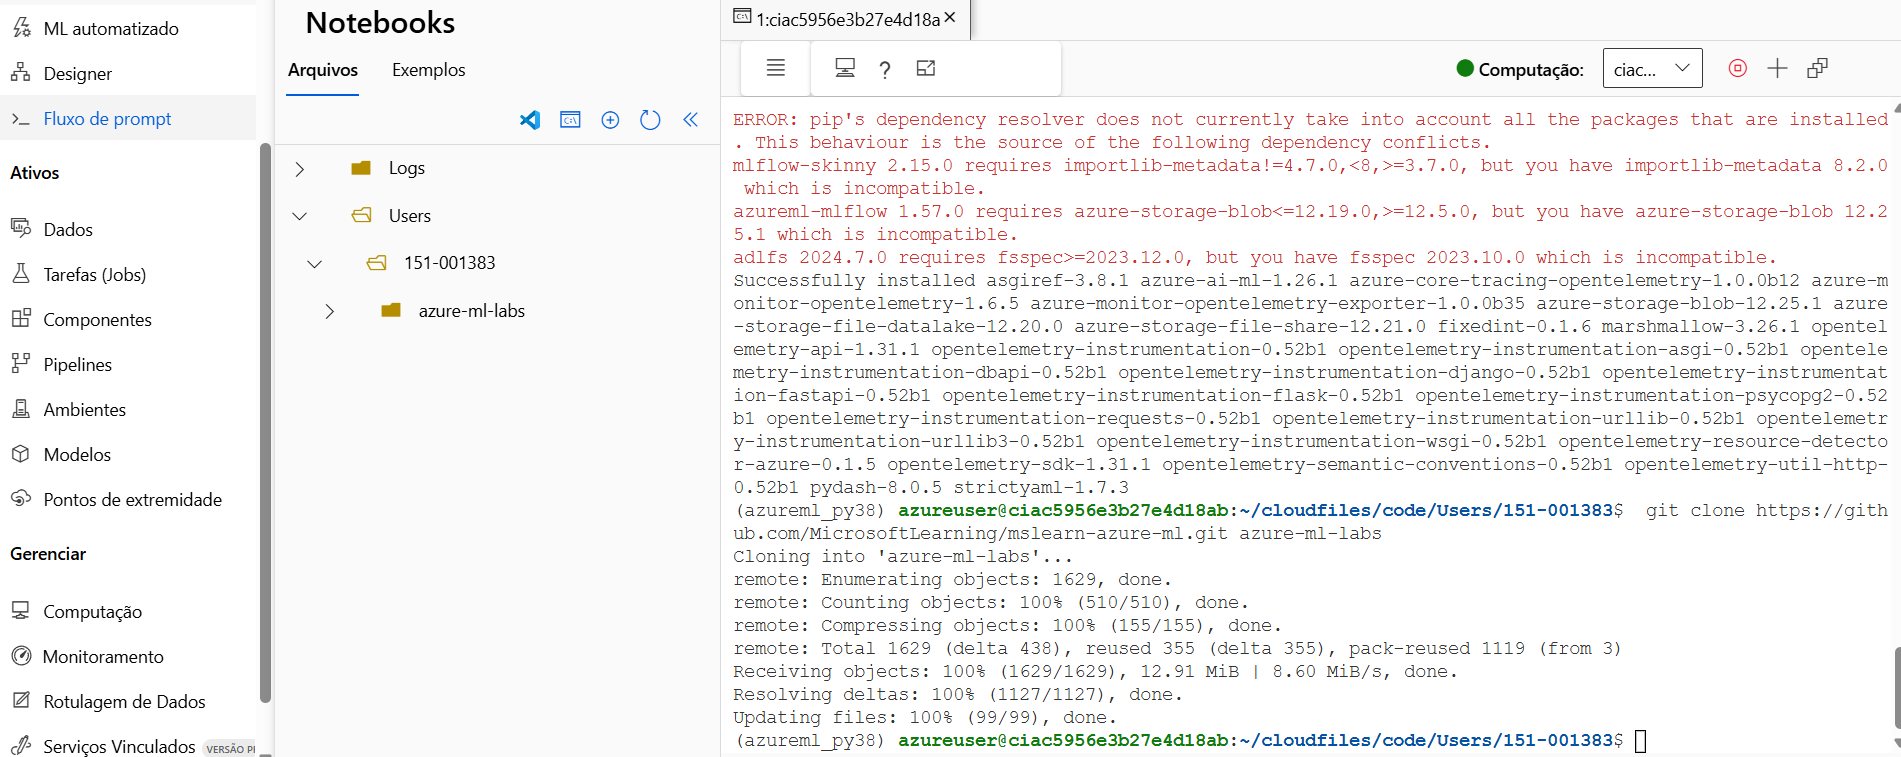 ML automatizado
Designer
Fluxo de prompt
Ativos
Dados
Tarefas (Jobs)
Componentes
Pipelines
Ambientes
Modelos
Pontos de extremidade
Gerenciar
Computação
Monitoramento
Rotulagem de Dados
Serviços Vinculados VERSÃO
Notebooks
Arquivos Exemplos
Logs
Users
151-001383
azure-ml-labs
1:ciac5956e3b27e4d18a
Computação: ciac...
ERROR: pip's dependency resolver does not currently take into account all the packages that are installed
. This behaviour is the source of the following dependency conflicts.
mlflow-skinny 2.15.0 requires importlib-metadata!=4.7.0,<8,>=3.7.0, but you have importlib-metadata 8.2.0
which is incompatible.
azureml-mlflow 1.57.0 requires azure-storage-blob<=12.19.0,>=12.5.0, but you have azure-storage-blob 12.2
5.1 which is incompatible.
adlfs 2024.7.0 requires fsspec>=2023.12.0, but you have fsspec 2023.10.0 which is incompatible.
Successfully installed asgiref-3.8.1 azure-ai-ml-1.26.1 azure-core-tracing-opentelemetry-1.0.0b12 azure-m
onitor-opentelemetry-1.6.5 azure-monitor-opentelemetry-exporter-1.0.0b35 azure-storage-blob-12.25.1 azure
-storage-file-datalake-12.20.0 azure-storage-file-share-12.21.0 fixedint-0.1.6 marshmallow-3.26.1 opentel
emetry-api-1.31.1 opentelemetry-instrumentation-0.52b1 opentelemetry-instrumentation-asgi-0.52b1 opentele
metry-instrumentation-dbapi-0.52b1 opentelemetry-instrumentation-django-0.52b1 opentelemetry-instrumentat
ion-fastapi-0.52b1 opentelemetry-instrumentation-flask-0.52b1 opentelemetry-instrumentation-psycopg2-0.52
b1 opentelemetry-instrumentation-requests-0.52b1 opentelemetry-instrumentation-urllib-0.52b1 opentelemetr
y-instrumentation-urllib3-0.52b1 opentelemetry-instrumentation-wsgi-0.52b1 opentelemetry-resource-detecto
r-azure-0.1.5 opentelemetry-sdk-1.31.1 opentelemetry-semantic-conventions-0.52b1 opentelemetry-util-http-
0.52b1 pydash-8.0.5 strictyaml-1.7.3
(azureml_py38) azureuser@ciac5956e3b27e4d18ab:~/cloudfiles/code/Users/151-001383$ git clone https://gith
ub.com/MicrosoftLearning/mslearn-azure-ml.git azure-ml-labs
Cloning into 'azure-ml-labs'...
remote: Enumerating objects: 1629, done.
remote: Counting objects: 100% (510/510), done.
remote: Compressing objects: 100% (155/155), done.
remote: Total 1629 (delta 438), reused 355 (delta 355), pack-reused 1119 (from 3)
Receiving objects: 100% (1629/1629), 12.91 MiB | 8.60 MiB/s, done.
Resolving deltas: 100% (1127/1127), done.
Updating files: 100% (99/99), done.
(azureml_py38) azureuser@ciac5956e3b27e4d18ab:~/cloudfiles/code/Users/151-001383$